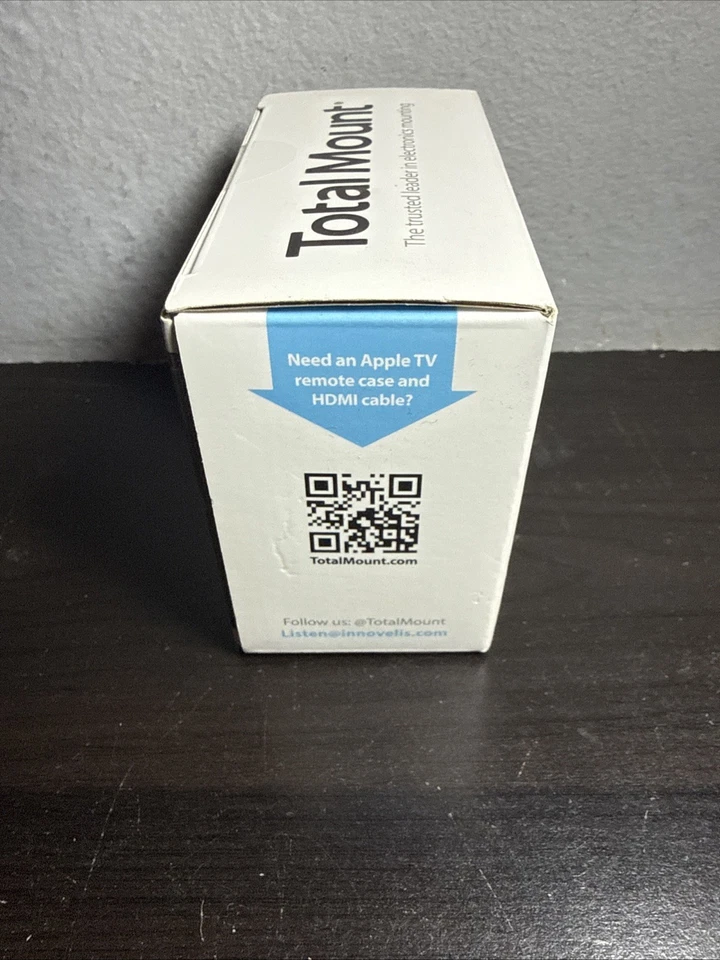 TotalMount®
The trusted leader in electronics mounting
Need an Apple TV
remote case and
HDMI cable?
TotalMount.com
Follow us: @TotalMount
Listen@innovelis.com